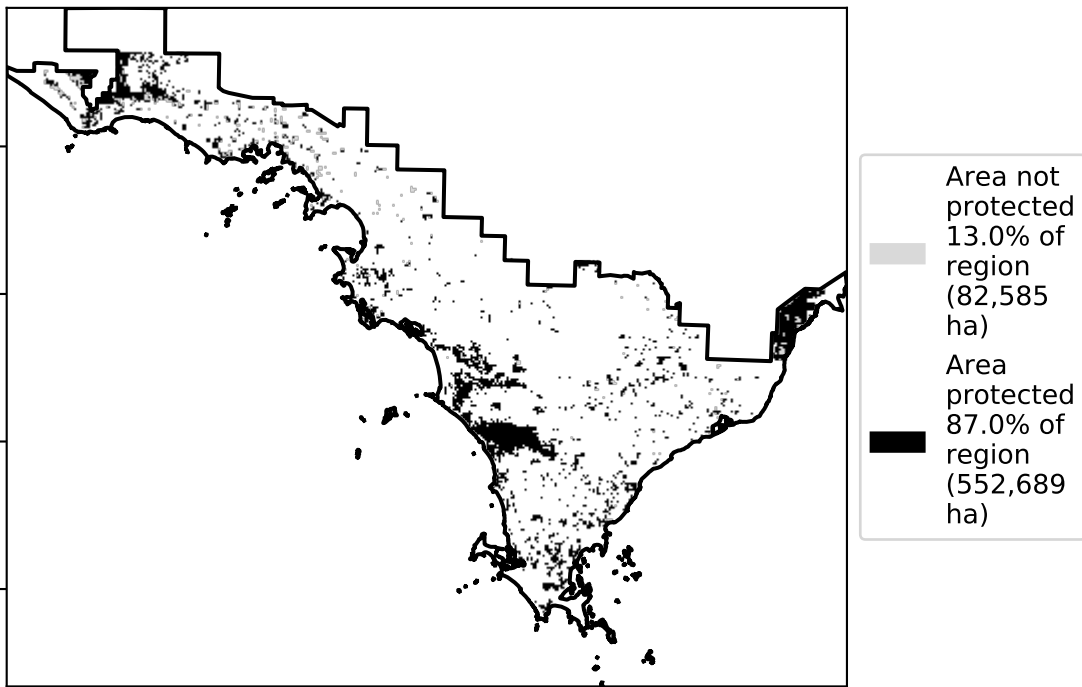 Area not
protected
13.0% of
region
(82,585
ha)
Area
protected
87.0% of
region
(552,689
ha)